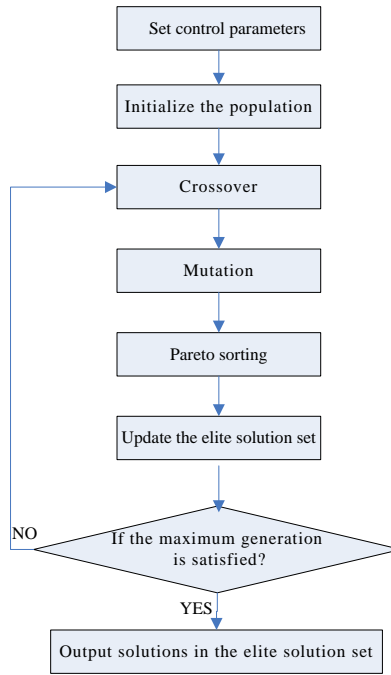 Set control parameters
Initialize the population
Crossover
Mutation
Pareto sorting
Update the elite solution set
If the maximum generation
is satisfied?
NO
YES
Output solutions in the elite solution set